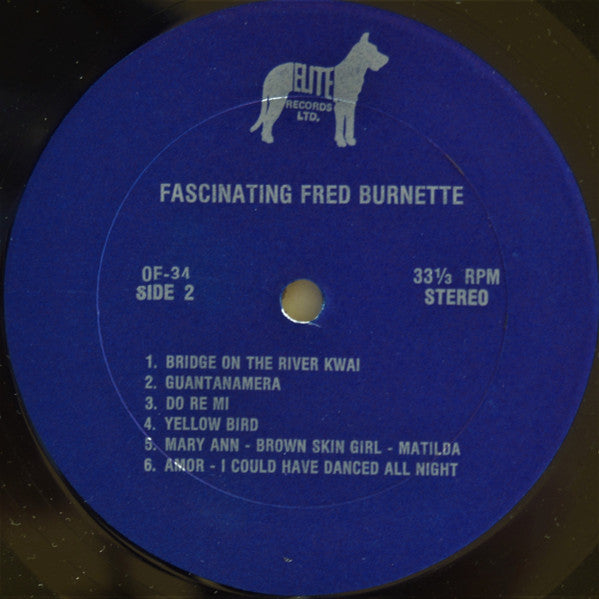 ELITE
RECORDS
LTD.
FASCINATING FRED BURNETTE
OF-34
SIDE 2
33⅓ RPM
STEREO
1. BRIDGE ON THE RIVER KWAI
2. GUANTANAMERA
3. DO RE MI
4. YELLOW BIRD
5. MARY ANN - BROWN SKIN GIRL - MATILDA
6. AMOR - I COULD HAVE DANCED ALL NIGHT